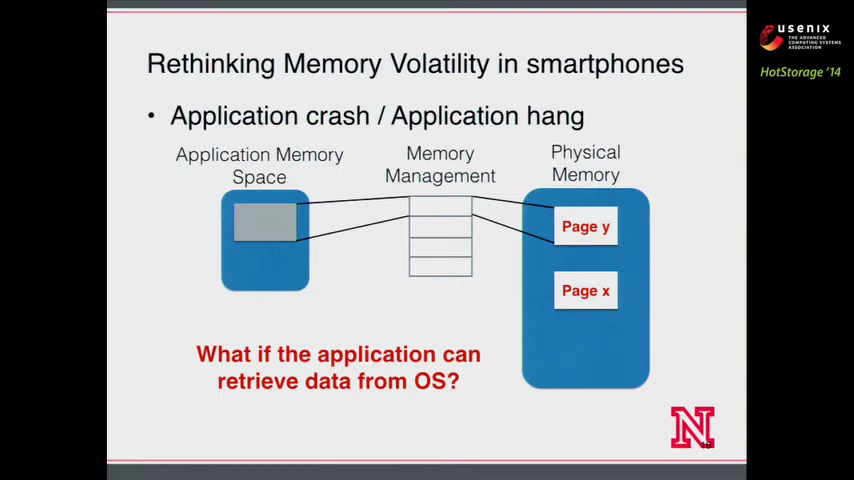 usenix
THE ADVANCED
COMPUTING SYSTEMS
ASSOCIATION
HotStorage '14
Rethinking Memory Volatility in smartphones
• Application crash / Application hang
Application Memory
Space
Memory
Management
Physical
Memory
Page y
Page x
What if the application can
retrieve data from OS?
N